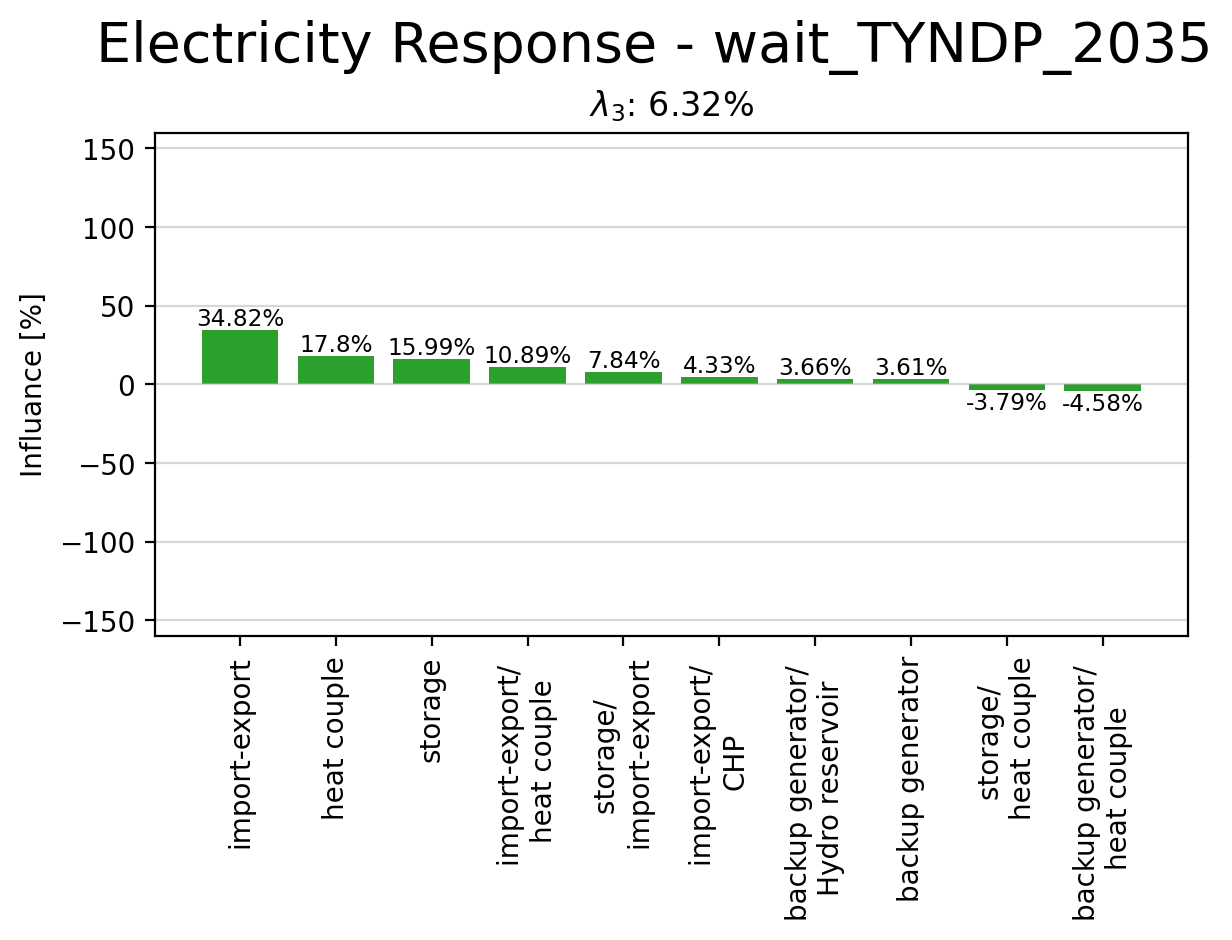 Electricity Response - wait_TYNDP_2035
λ3: 6.32%
150
100
50
0
−50
−100
−150
Influance [%]
34.82%
17.8%
15.99%
10.89%
7.84%
4.33%
3.66%
3.61%
-3.79%
-4.58%
import-export
heat couple
storage
import-export/
heat couple
storage/
import-export
import-export/
CHP
backup generator/
Hydro reservoir
backup generator
storage/
heat couple
backup generator/
heat couple